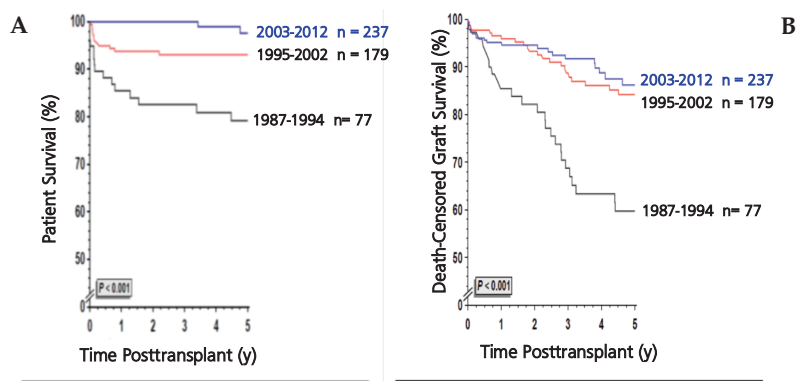 A
Patient Survival (%)
100
90
80
70
60
50
0
2003-2012 n = 237
1995-2002 n = 179
1987-1994 n= 77
P < 0.001
0 1 2 3 4 5
Time Posttransplant (y)
B
Death-Censored Graft Survival (%)
100
90
80
70
60
50
0
2003-2012 n = 237
1995-2002 n = 179
1987-1994 n= 77
P < 0.001
0 1 2 3 4 5
Time Posttransplant (y)